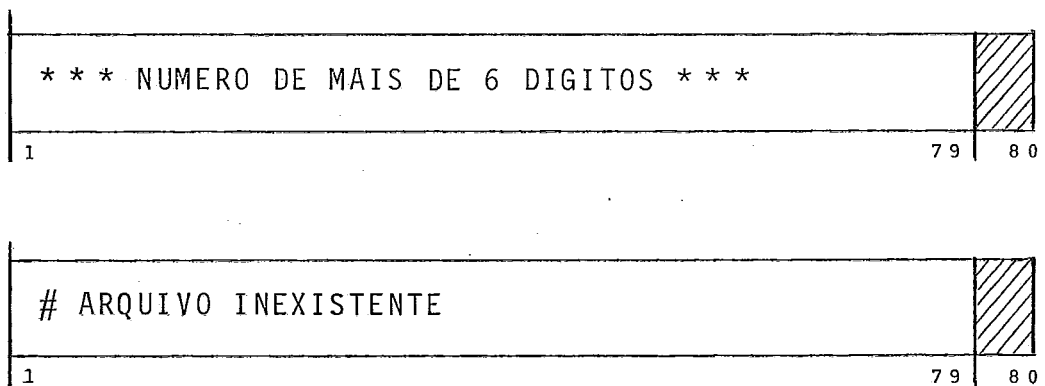 * * * NUMERO DE MAIS DE 6 DIGITOS * * *
1 79 80
# ARQUIVO INEXISTENTE
1 79 80